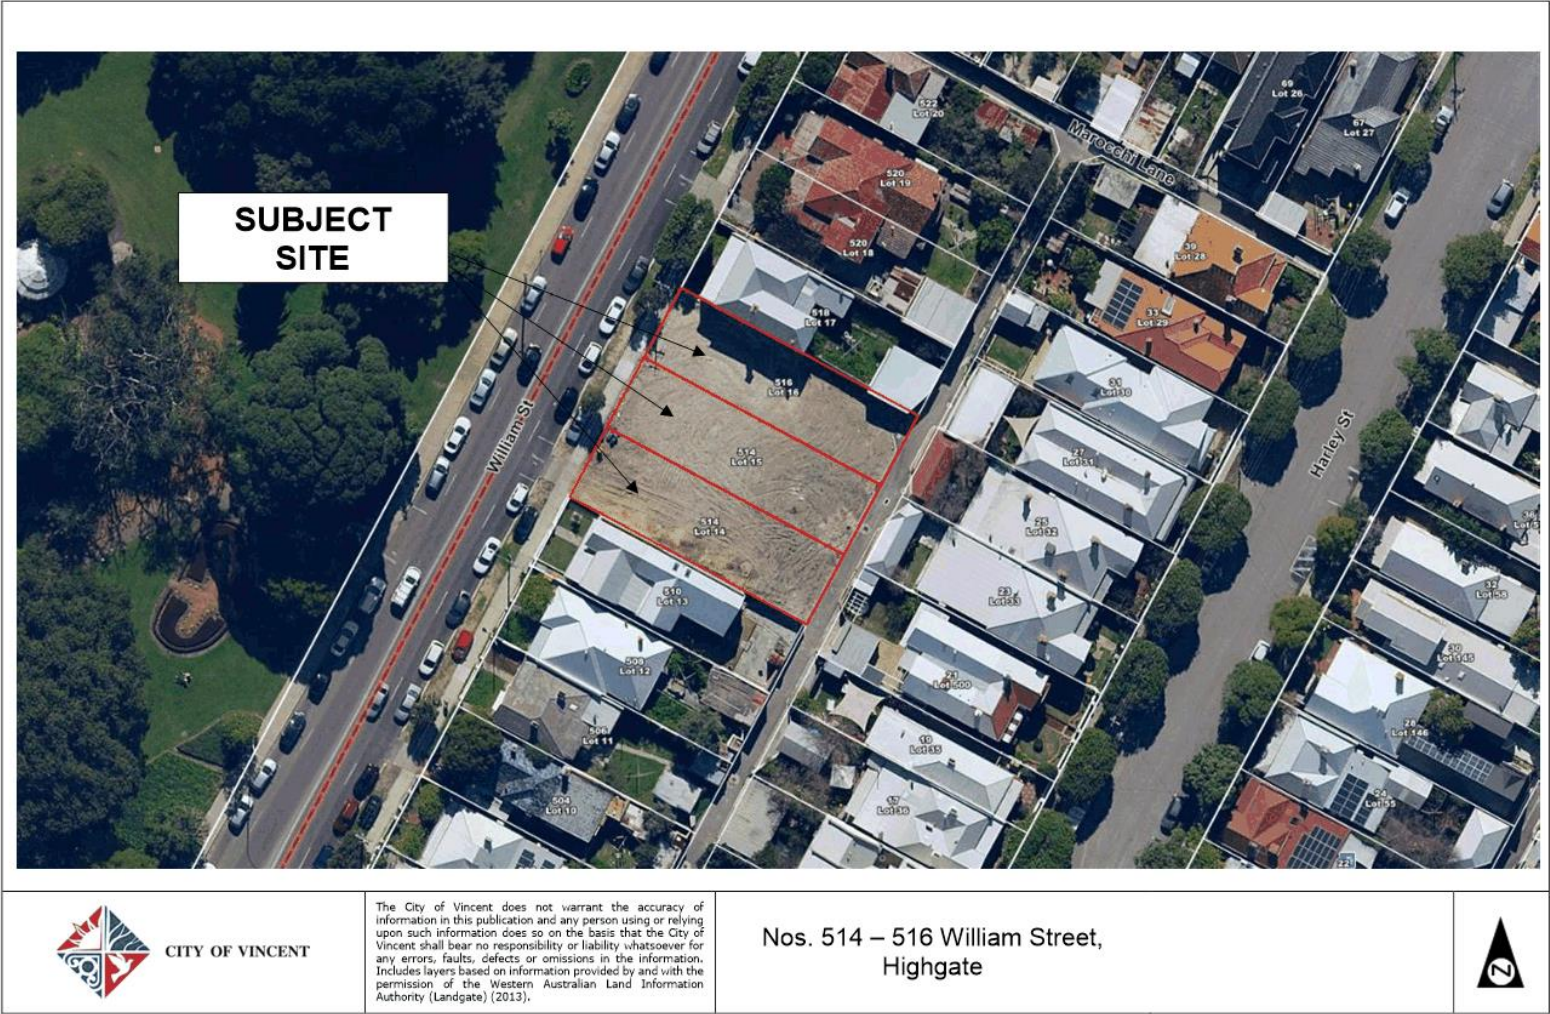 SUBJECT
SITE
522
Lot 20
520
Lot 19
520
Lot 18
518
Lot 17
516
Lot 16
514
Lot 15
514
Lot 14
510
Lot 13
508
Lot 12
506
Lot 11
504
Lot 10
William St
Marocchi Lane
69
Lot 26
67
Lot 27
39
Lot 28
33
Lot 29
31
Lot 30
27
Lot 31
25
Lot 32
23
Lot 33
21
Lot 500
19
Lot 35
17
Lot 36
Harley St
32
Lot 58
30
Lot 145
28
Lot 146
24
Lot 55
22
CITY OF VINCENT
The City of Vincent does not warrant the accuracy of
information in this publication and any person using or relying
upon such information does so on the basis that the City of
Vincent shall bear no responsibility or liability whatsoever for
any errors, faults, defects or omissions in the information.
Includes layers based on information provided by and with the
permission of the Western Australian Land Information
Authority (Landgate) (2013).
Nos. 514 – 516 William Street,
Highgate
N